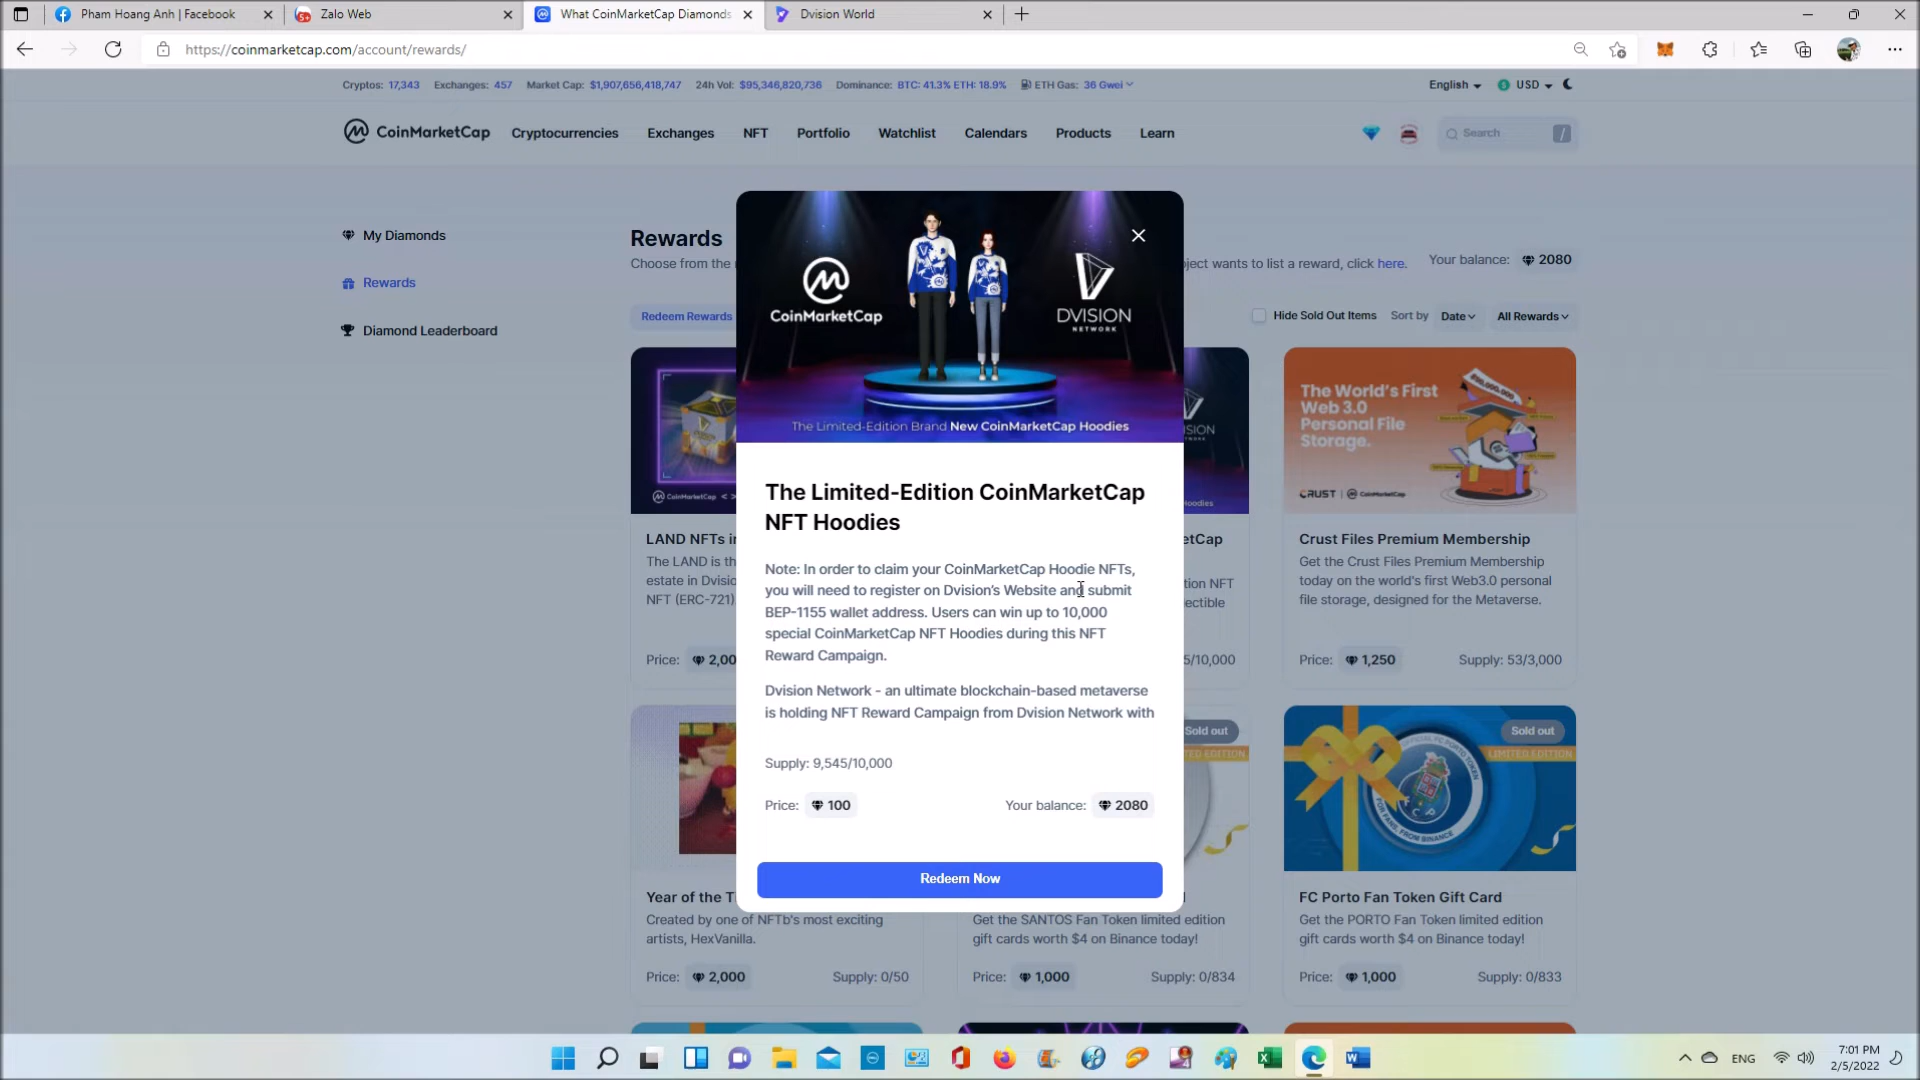 Pham Hoang Anh | Facebook
Zalo Web
What CoinMarketCap Diamonds
Dvision World
https://coinmarketcap.com/account/rewards/
Cryptos: 17,343 Exchanges: 457 Market Cap: $1,907,656,418,747 24h Vol: $95,346,820,736 Dominance: BTC: 41.3% ETH: 18.9% ETH Gas: 36 Gwei
English USD
CoinMarketCap Cryptocurrencies Exchanges NFT Portfolio Watchlist Calendars Products Learn
Search /
My Diamonds
Rewards
Diamond Leaderboard
Rewards
Choose from the
ject wants to list a reward, click here.
Your balance: 2080
Redeem Rewards
Hide Sold Out Items Sort by Date All Rewards
CoinMarketCap
DVISION
NETWORK
The Limited-Edition Brand New CoinMarketCap Hoodies
The Limited-Edition CoinMarketCap
NFT Hoodies
Note: In order to claim your CoinMarketCap Hoodie NFTs,
you will need to register on Dvision's Website and submit
BEP-1155 wallet address. Users can win up to 10,000
special CoinMarketCap NFT Hoodies during this NFT
Reward Campaign.
Dvision Network - an ultimate blockchain-based metaverse
is holding NFT Reward Campaign from Dvision Network with
Supply: 9,545/10,000
Price: 100 Your balance: 2080
Redeem Now
CoinMarketCap
LAND NFTs i
The LAND is th
estate in Divisio
NFT (ERC-721)
Price: 2,00
ISION
oodies
etCap
tion NFT
ectible
5/10,000
The World's First
Web 3.0
Personal File
Storage.
CRUST | CoinMarketCap
Crust Files Premium Membership
Get the Crust Files Premium Membership
today on the world's first Web3.0 personal
file storage, designed for the Metaverse.
Price: 1,250 Supply: 53/3,000
Year of the T
Created by one of NFTb's most exciting
artists, HexVanilla.
Price: 2,000 Supply: 0/50
Sold out
TED EDITION
Get the SANTOS Fan Token limited edition
gift cards worth $4 on Binance today!
Price: 1,000 Supply: 0/834
Sold out
LIMITED EDITION
FC Porto Fan Token Gift Card
Get the PORTO Fan Token limited edition
gift cards worth $4 on Binance today!
Price: 1,000 Supply: 0/833
ENG
7:01 PM
2/5/2022